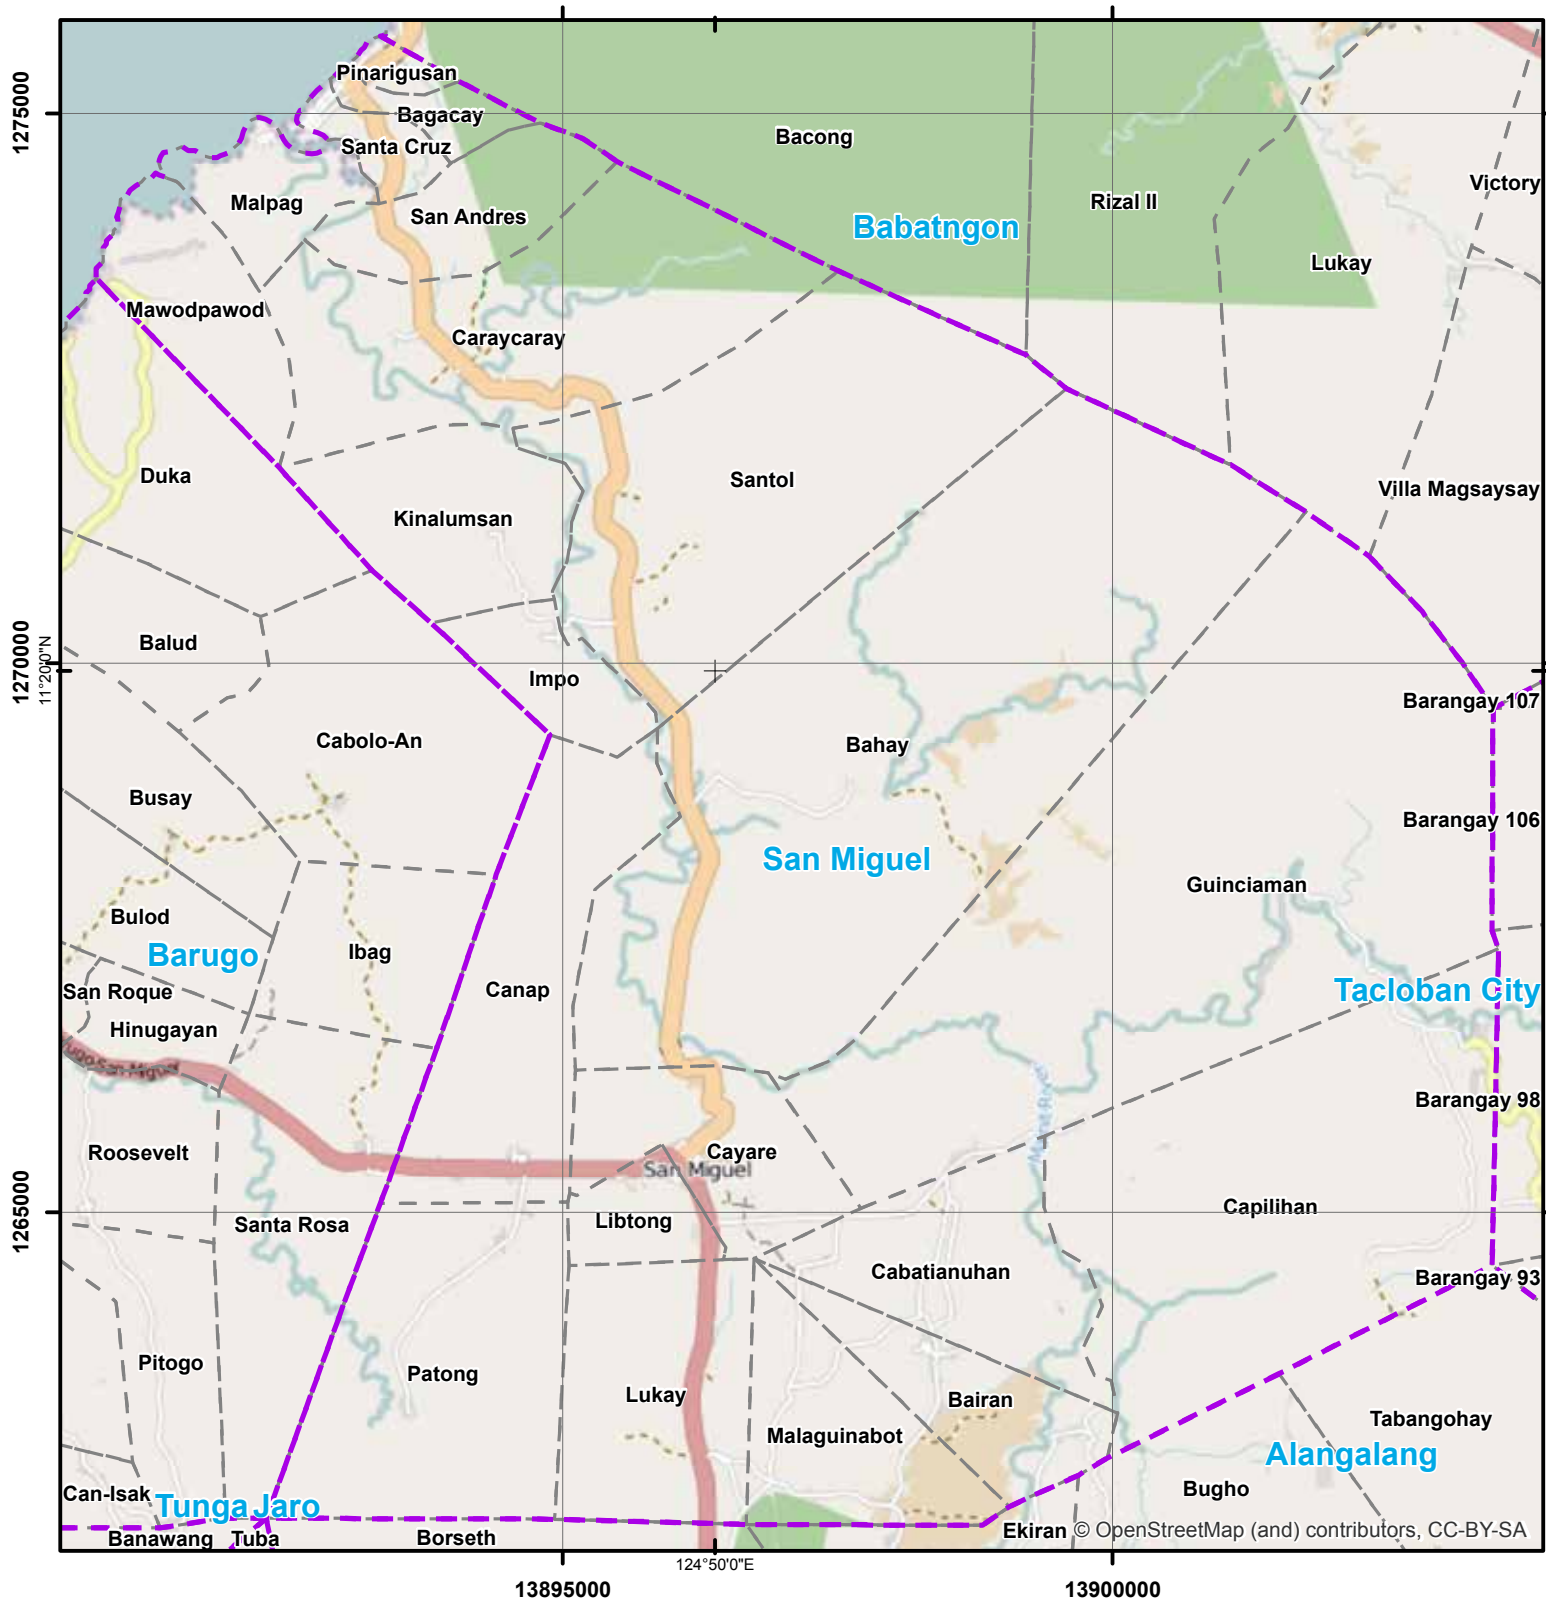 Pinarigusan
1275000
Bagacay
Bacong
Santa Cruz
Victory
Malpag
Rizal II
San Andres
Babatngon
Lukay
Mawodpawod
Caraycaray
Duka
Santol
Villa Magsaysay
Kinalumsan
Balud
1270000
11°20'0"N
Impo
Barangay 107
Cabolo-An
Bahay
Busay
Barangay 106
San Miguel
Guinciaman
Bulod
Barugo
Ibag
San Roque
Canap
Tacloban City
Hinugayan
Barangay 98
Roosevelt
Cayare
San Miguel
1265000
Santa Rosa
Libtong
Capilihan
Cabatianuhan
Barangay 93
Pitogo
Patong
Lukay
Bairan
Tabangohay
Malaguinabot
Alangalang
Can-Isak
Tunga
Jaro
Bugho
Banawang
Tuba
Borseth
Ekiran
© OpenStreetMap (and) contributors, CC-BY-SA
124°50'0"E
13895000
13900000